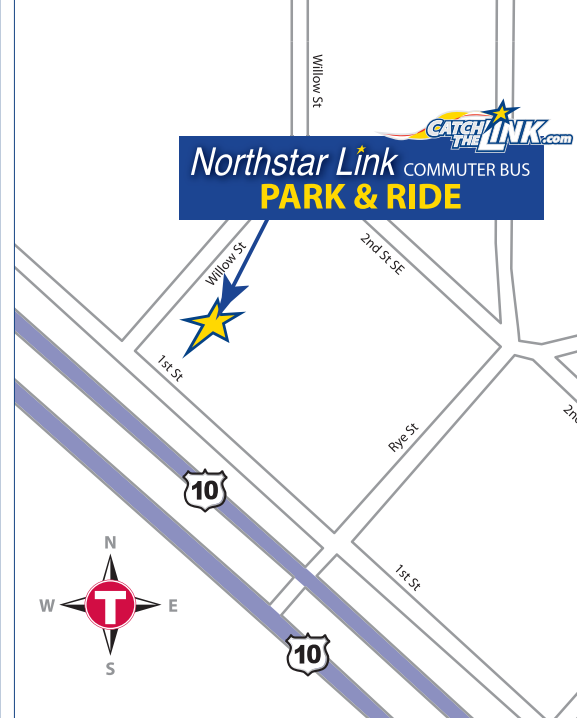 Willow St
CATCH
THE LINK.com
Northstar Link COMMUTER BUS
PARK & RIDE
Willow St
2nd St SE
1st St
Rye St
2n
10
N
W T E
S
1st St
10